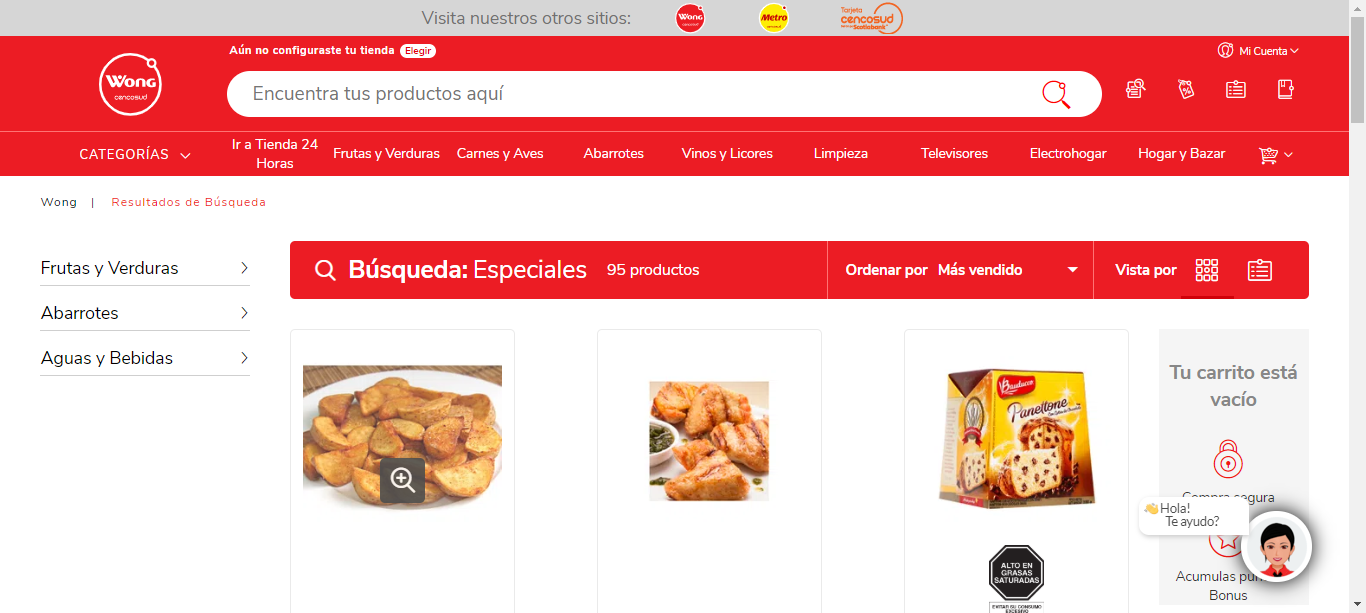 Visita nuestros otros sitios:
Wong
cencosud
Metro
cencosud
Tarjeta
cencosud
Scotiabank
Aún no configuraste tu tienda Elegir
Mi Cuenta
Wong
cencosud
Encuentra tus productos aquí
CATEGORÍAS
Ir a Tienda 24
Horas
Frutas y Verduras
Carnes y Aves
Abarrotes
Vinos y Licores
Limpieza
Televisores
Electrohogar
Hogar y Bazar
Wong | Resultados de Búsqueda
Frutas y Verduras
Abarrotes
Aguas y Bebidas
Búsqueda: Especiales 95 productos
Ordenar por Más vendido
Vista por
Bauducco
Panettone
ALTO EN
GRASAS
SATURADAS
EVITAR SU CONSUMO
EXCESIVO
Tu carrito está
vacío
Compra segura
Hola!
Te ayudo?
Acumulas
Bonus